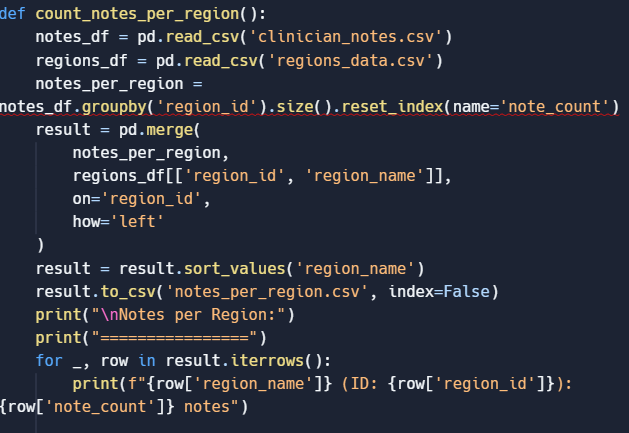 def count_notes_per_region():
    notes_df = pd.read_csv('clinician_notes.csv')
    regions_df = pd.read_csv('regions_data.csv')
    notes_per_region =
notes_df.groupby('region_id').size().reset_index(name='note_count')
    result = pd.merge(
        notes_per_region,
        regions_df[['region_id', 'region_name']],
        on='region_id',
        how='left'
    )
    result = result.sort_values('region_name')
    result.to_csv('notes_per_region.csv', index=False)
    print("\nNotes per Region:")
    print("================")
    for _, row in result.iterrows():
        print(f"{row['region_name']} (ID: {row['region_id']}):
{row['note_count']} notes")